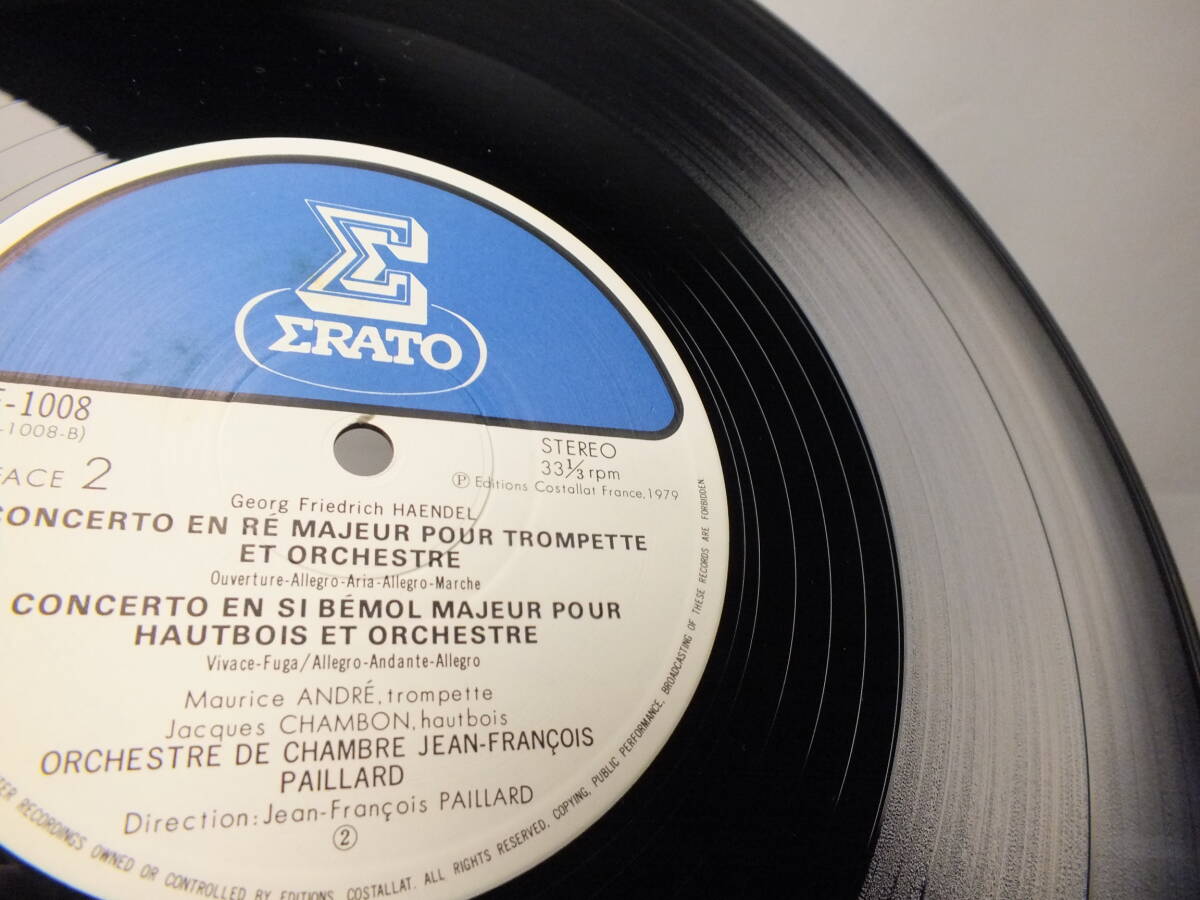 ΣRATO
-1008
-1008-B)
FACE 2
STEREO
33 1/3 rpm
Ⓟ Editions Costallat France, 1979
Georg Friedrich HAENDEL
CONCERTO EN RÉ MAJEUR POUR TROMPETTE
ET ORCHESTRE
Ouverture-Allegro-Aria-Allegro-Marche
CONCERTO EN SI BÉMOL MAJEUR POUR
HAUTBOIS ET ORCHESTRE
Vivace-Fuga/Allegro-Andante-Allegro
Maurice ANDRÉ, trompette
Jacques CHAMBON, hautbois
ORCHESTRE DE CHAMBRE JEAN-FRANÇOIS
PAILLARD
Direction: Jean-François PAILLARD
②
RECORDINGS OWNED OR CONTROLLED BY EDITIONS, COSTALLAT. ALL RIGHTS RESERVED, COPYING, PUBLIC PERFORMANCE, BROADCASTING OF THESE RECORDS ARE FORBIDDEN